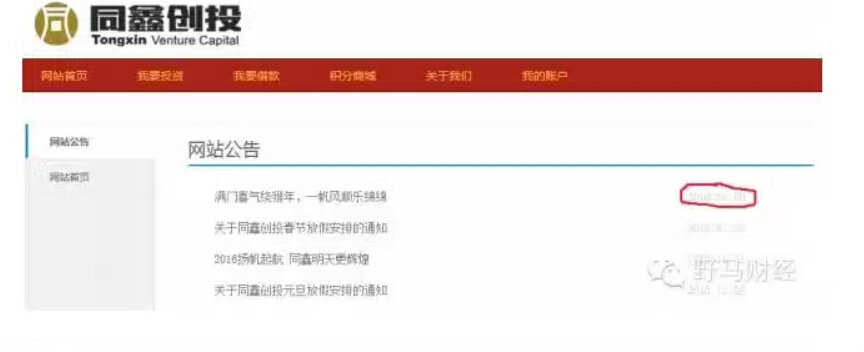 同鑫创投
Tongxin Venture Capital
网站首页 我要投资 我要借款 积分商城 关于我们 我的账户
网站公告
网站首页
网站公告
满门喜气绕猴年，一帆风顺乐绵绵
关于同鑫创投春节放假安排的通知
2016扬帆起航 同鑫明天更辉煌
关于同鑫创投元旦放假安排的通知
野马财经